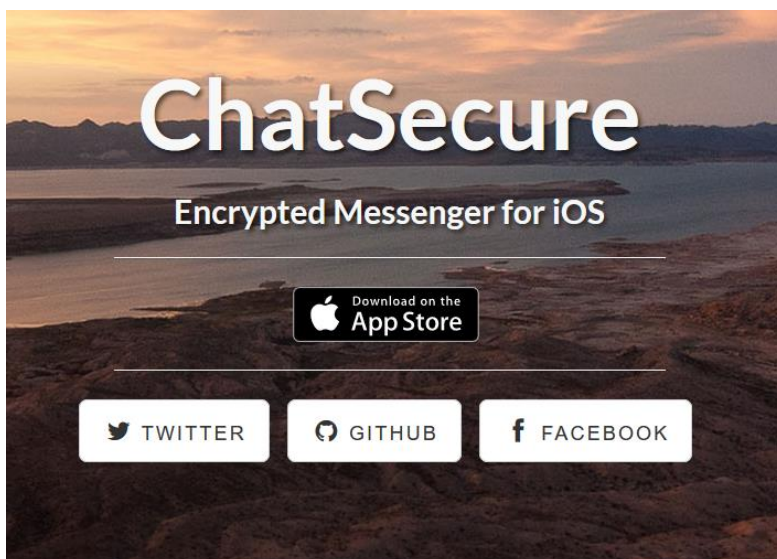 ChatSecure
Encrypted Messenger for iOS
Download on the
App Store
TWITTER
GITHUB
FACEBOOK